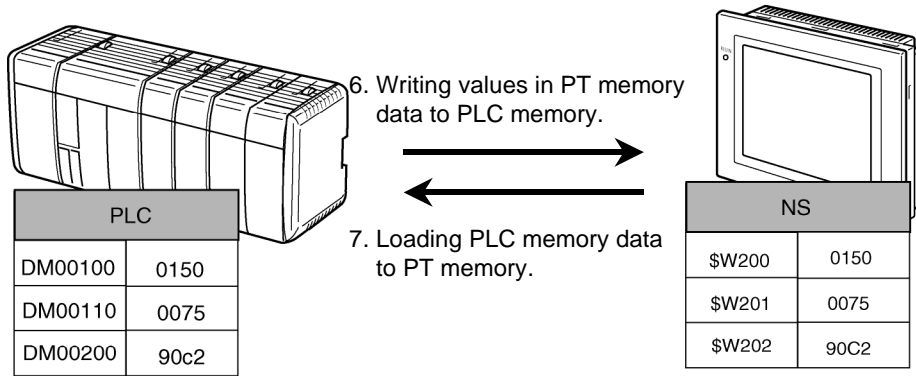 RUN
6. Writing values in PT memory
data to PLC memory.
7. Loading PLC memory data
to PT memory.
PLC
DM00100 0150
DM00110 0075
DM00200 90c2
NS
$W200 0150
$W201 0075
$W202 90C2